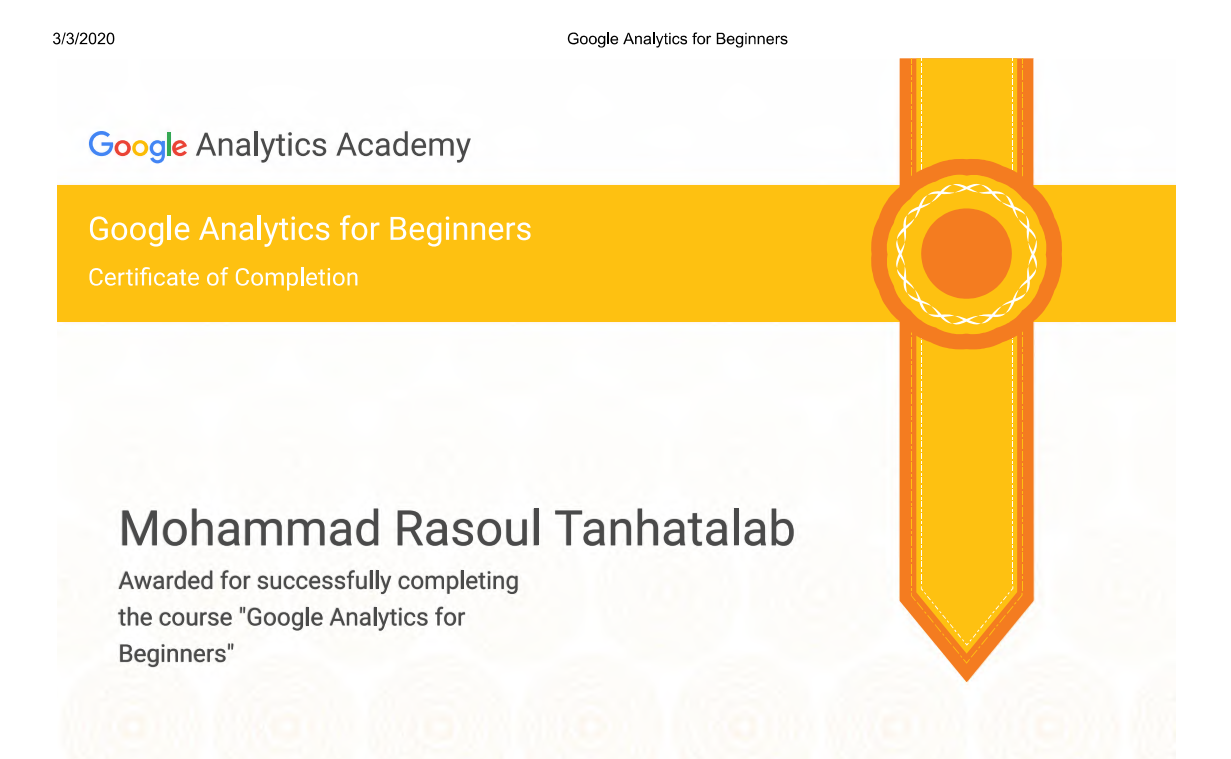 3/3/2020 Google Analytics for Beginners
Google Analytics Academy
Google Analytics for Beginners
Certificate of Completion
Mohammad Rasoul Tanhatalab
Awarded for successfully completing
the course "Google Analytics for
Beginners"